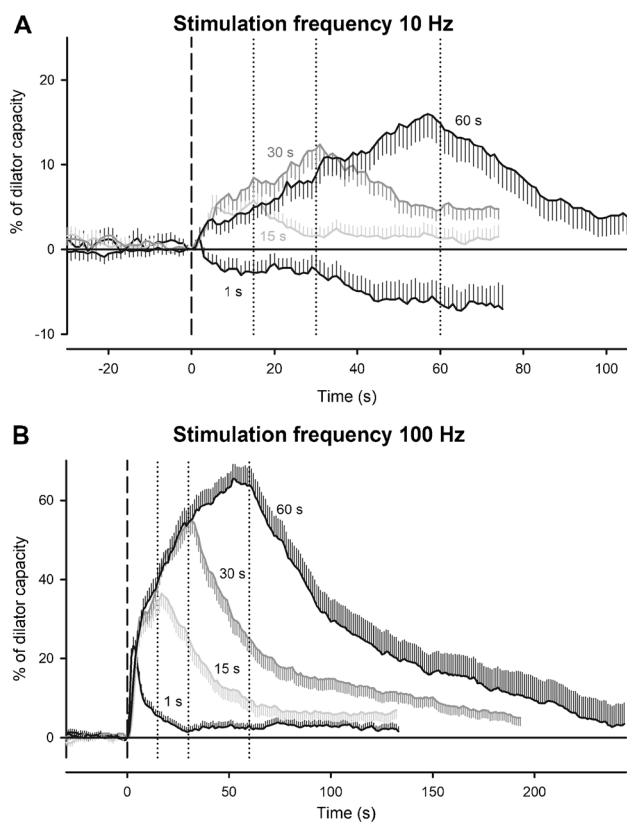 A
Stimulation frequency 10 Hz
% of dilator capacity
20
10
0
-10
60 s
30 s
15 s
1 s
-20 0 20 40 60 80 100
Time (s)
B
Stimulation frequency 100 Hz
% of dilator capacity
60
40
20
0
60 s
30 s
15 s
1 s
0 50 100 150 200
Time (s)